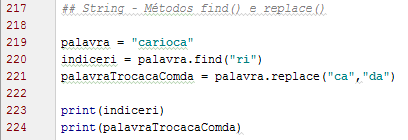 217 ## String - Métodos find() e replace()
218
219 palavra = "carioca"
220 indiceri = palavra.find("ri")
221 palavraTrocacaComda = palavra.replace("ca","da")
222
223 print(indiceri)
224 print(palavraTrocacaComda)